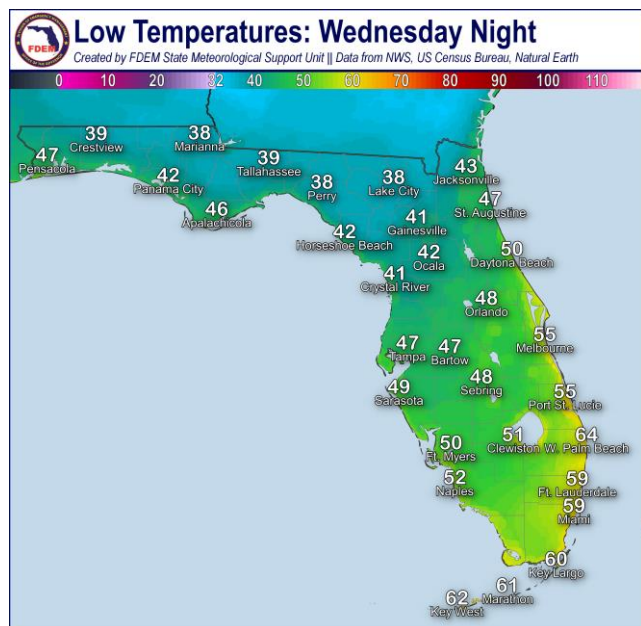 Low Temperatures: Wednesday Night
Created by FDEM State Meteorological Support Unit || Data from NWS, US Census Bureau, Natural Earth
FDEM
0 10 20 32 40 50 60 70 80 90 100 110
39
Crestview
38
Marianna
47
Pensacola
39
Tallahassee
42
Panama City
38
Perry
38
Lake City
43
Jacksonville
46
Apalachicola
47
St. Augustine
41
Gainesville
42
Horseshoe Beach
42
Ocala
50
Daytona Beach
41
Crystal River
48
Orlando
47
Tampa
47
Bartow
55
Melbourne
49
Sarasota
48
Sebring
55
Port St. Lucie
50
Ft. Myers
51
Clewiston
64
W. Palm Beach
52
Naples
59
Ft. Lauderdale
59
Miami
60
Key Largo
61
Marathon
62
Key West